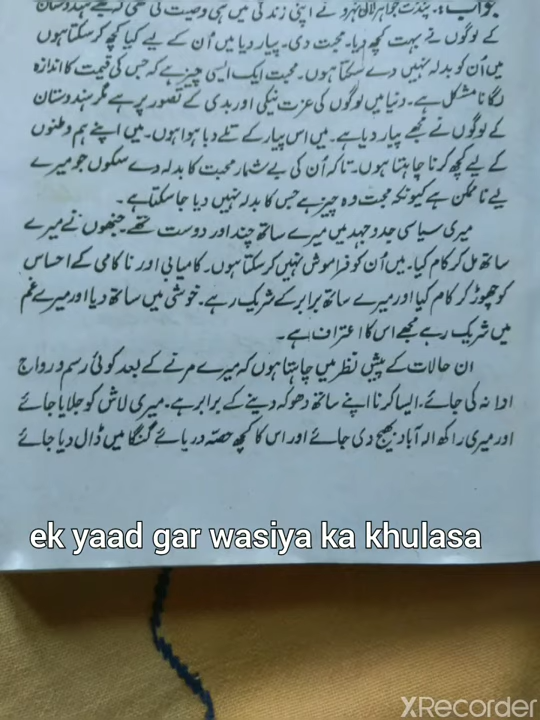 جواب: پنڈت جواہر لال نہرو نے اپنی زندگی میں ہی وصیت کی تھی کہ مجھے ہندوستان
کے لوگوں نے بہت کچھ دیا۔ محبت دی۔ پیار دیا میں اُن کے لیے کیا کچھ کر سکتا ہوں
میں اُن کو بدلہ نہیں دے سکتا ہوں۔ محبت ایک ایسی چیز ہے کہ جس کی قیمت کا اندازہ
لگانا مشکل ہے۔ دنیا میں لوگوں کی عزت نیکی اور بدی کے تصور پر ہے مگر ہندوستان
کے لوگوں نے مجھے پیار دیا ہے۔ میں اس پیار کے تلے دبا ہوا ہوں۔ میں اپنے ہم وطنوں
کے لیے کچھ کرنا چاہتا ہوں۔ تاکہ اُن کی بے شمار محبت کا بدلہ دے سکوں جو میرے
لیے ناممکن ہے کیونکہ محبت وہ چیز ہے جس کا بدلہ نہیں دیا جا سکتا ہے۔
میری سیاسی جدوجہد میں میرے ساتھ چند اور دوست تھے۔ جنھوں نے میرے
ساتھ مل کر کام کیا۔ میں اُن کو فراموش نہیں کر سکتا ہوں۔ کامیابی اور ناکامی کے احساس
کو چھوڑ کر کام کیا اور میرے ساتھ برابر کے شریک رہے۔ خوشی میں ساتھ دیا اور میرے غم
میں شریک رہے مجھے اس کا اعتراف ہے۔
ان حالات کے پیش نظر میں چاہتا ہوں کہ میرے مرنے کے بعد کوئی رسم و رواج
ادا نہ کی جائے۔ ایسا کرنا اپنے ساتھ دھوکہ دینے کے برابر ہے۔ میری لاش کو جلایا جائے
اور میری راکھ الہ آباد بھیج دی جائے اور اس کا کچھ حصّہ دریائے گنگا میں ڈال دیا جائے
ek yaad gar wasiya ka khulasa
XRecorder